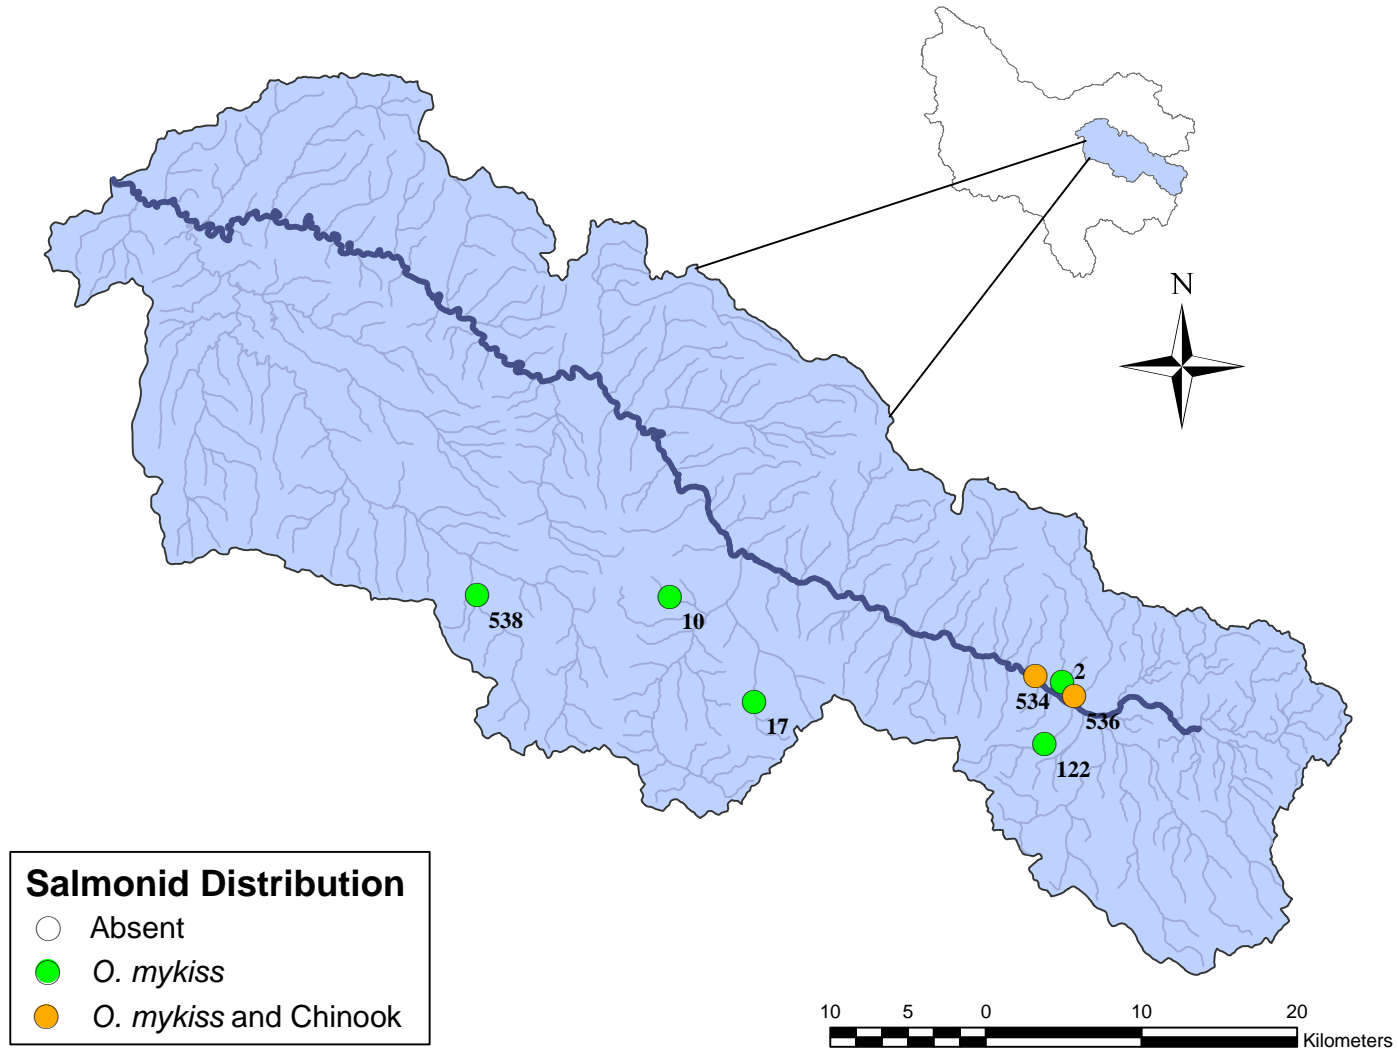 N
538
10
2
534
536
17
122
Salmonid Distribution
Absent
O. mykiss
O. mykiss and Chinook
10 5 0 10 20
Kilometers